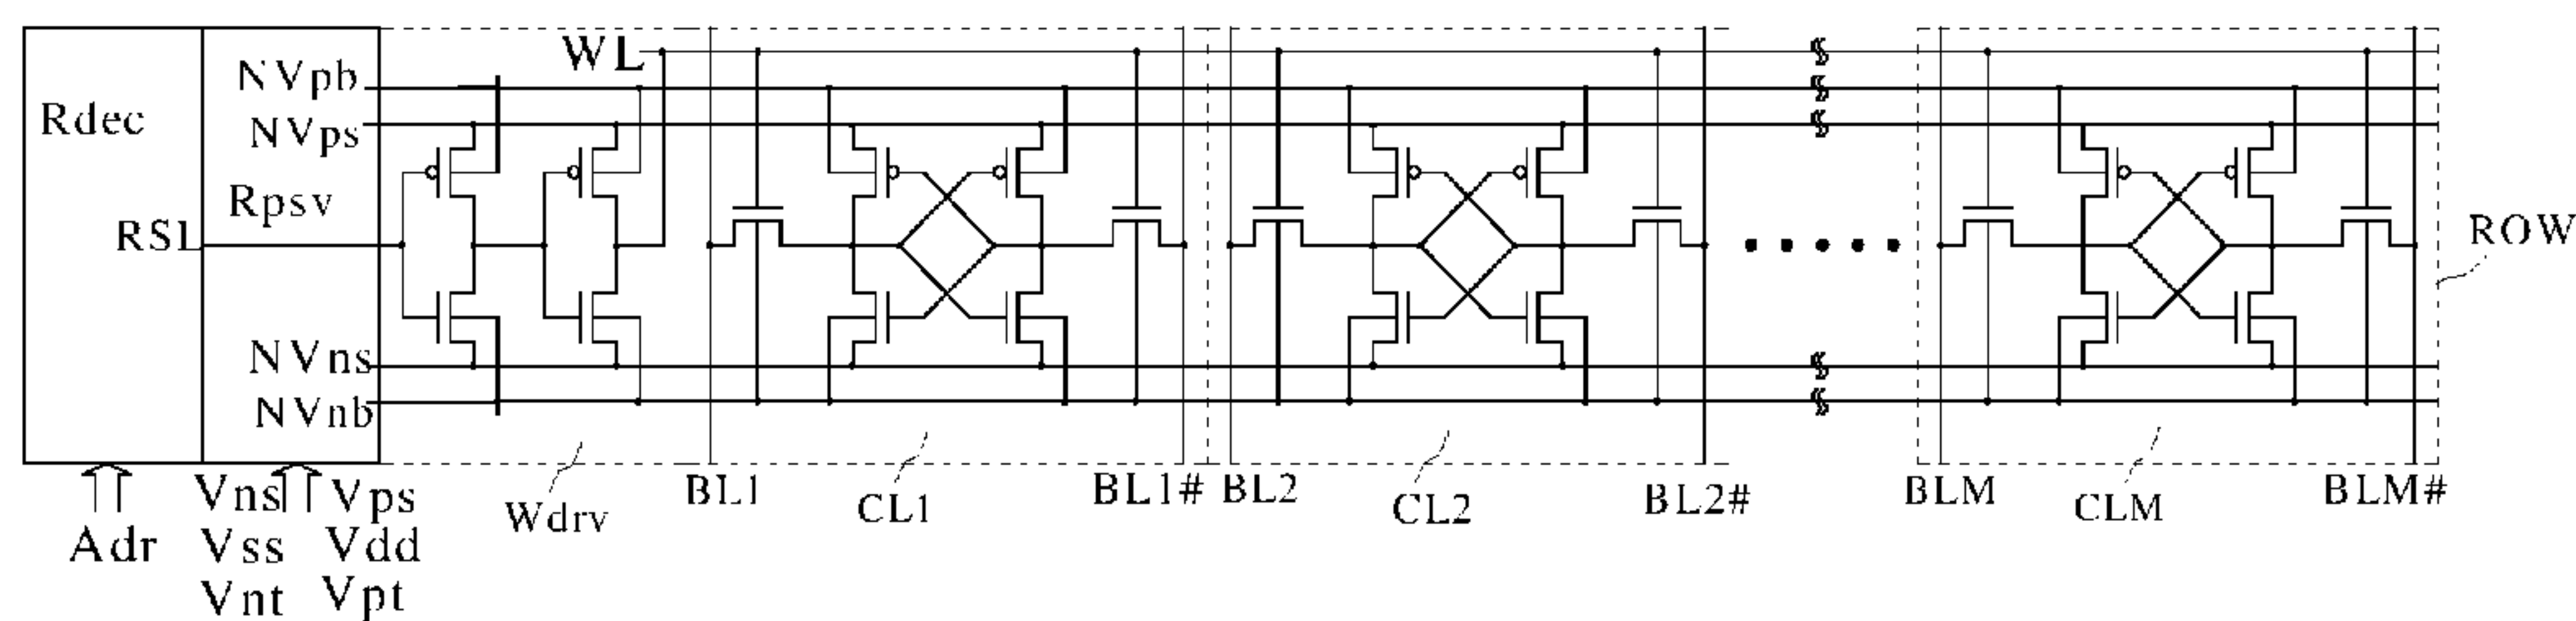 WL
NVpb
Rdec
NVps
Rpsv
RSL
ROW
NVns
NVnb
Vns Vps
BL1
CL1
BL1# BL2
CL2
BL2#
BLM
CLM
BLM#
Wdrv
Adr
Vss Vdd
Vnt Vpt